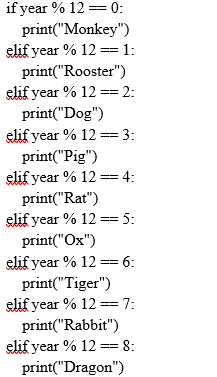 if year % 12 == 0:
    print("Monkey")
elif year % 12 == 1:
    print("Rooster")
elif year % 12 == 2:
    print("Dog")
elif year % 12 == 3:
    print("Pig")
elif year % 12 == 4:
    print("Rat")
elif year % 12 == 5:
    print("Ox")
elif year % 12 == 6:
    print("Tiger")
elif year % 12 == 7:
    print("Rabbit")
elif year % 12 == 8:
    print("Dragon")